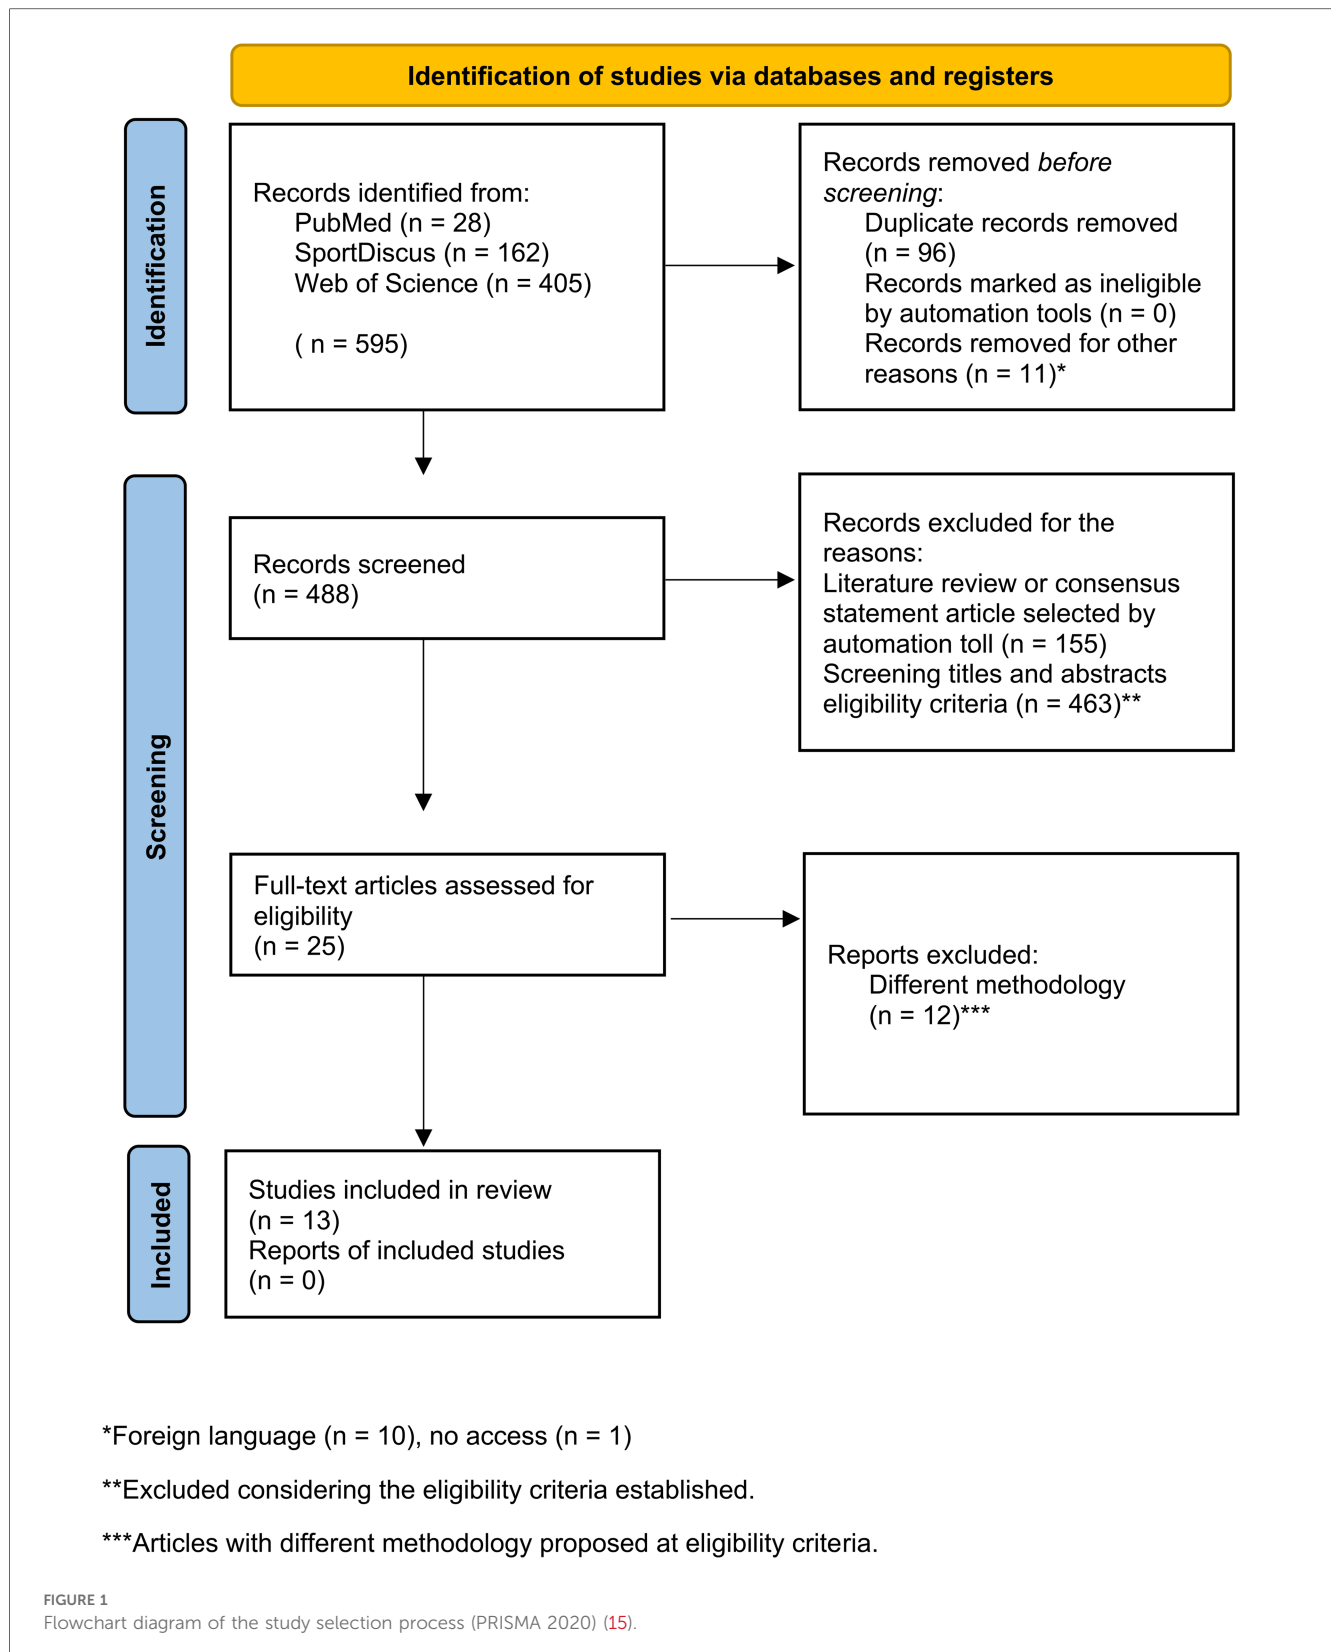 Identification of studies via databases and registers
Identification
Records identified from:
PubMed (n = 28)
SportDiscus (n = 162)
Web of Science (n = 405)
( n = 595)
Records removed before
screening:
Duplicate records removed
(n = 96)
Records marked as ineligible
by automation tools (n = 0)
Records removed for other
reasons (n = 11)*
Screening
Records screened
(n = 488)
Records excluded for the
reasons:
Literature review or consensus
statement article selected by
automation toll (n = 155)
Screening titles and abstracts
eligibility criteria (n = 463)**
Full-text articles assessed for
eligibility
(n = 25)
Reports excluded:
Different methodology
(n = 12)***
Included
Studies included in review
(n = 13)
Reports of included studies
(n = 0)
*Foreign language (n = 10), no access (n = 1)
**Excluded considering the eligibility criteria established.
***Articles with different methodology proposed at eligibility criteria.
FIGURE 1
Flowchart diagram of the study selection process (PRISMA 2020) (15).